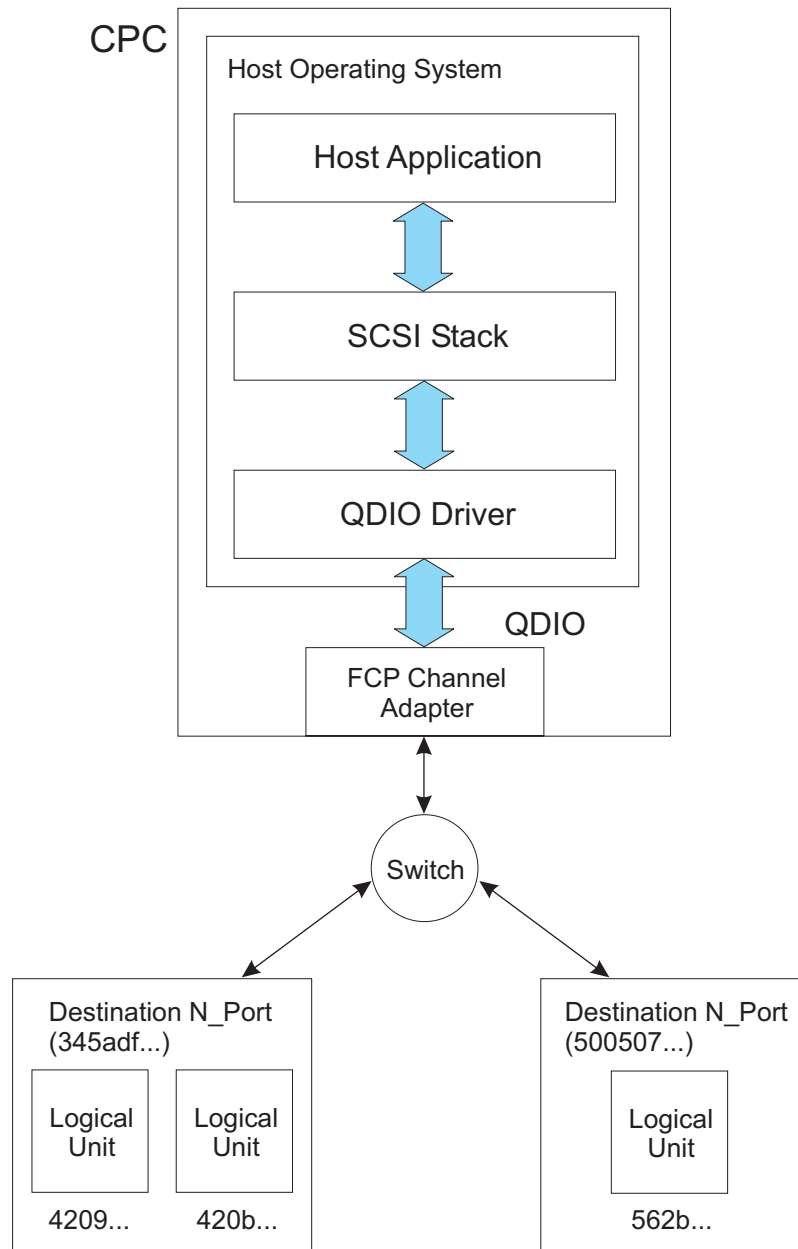 CPC
Host Operating System
Host Application
SCSI Stack
QDIO Driver
QDIO
FCP Channel
Adapter
Switch
Destination N_Port
(345adf...)
Logical
Unit
4209...
Logical
Unit
420b...
Destination N_Port
(500507...)
Logical
Unit
562b...